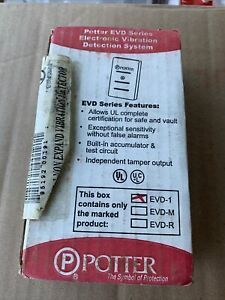 Potter EVD Series
Electronic Vibration
Detection System
POTTER
EVD Series Features:
• Allows UL complete
certification for safe and vault
• Exceptional sensitivity
without false alarms
• Built-in accumulator &
test circuit
• Independent tamper output
UL
UL
This box
contains only
the marked
product:
EVD-1
EVD-M
EVD-R
POTTER
®
The Symbol of Protection